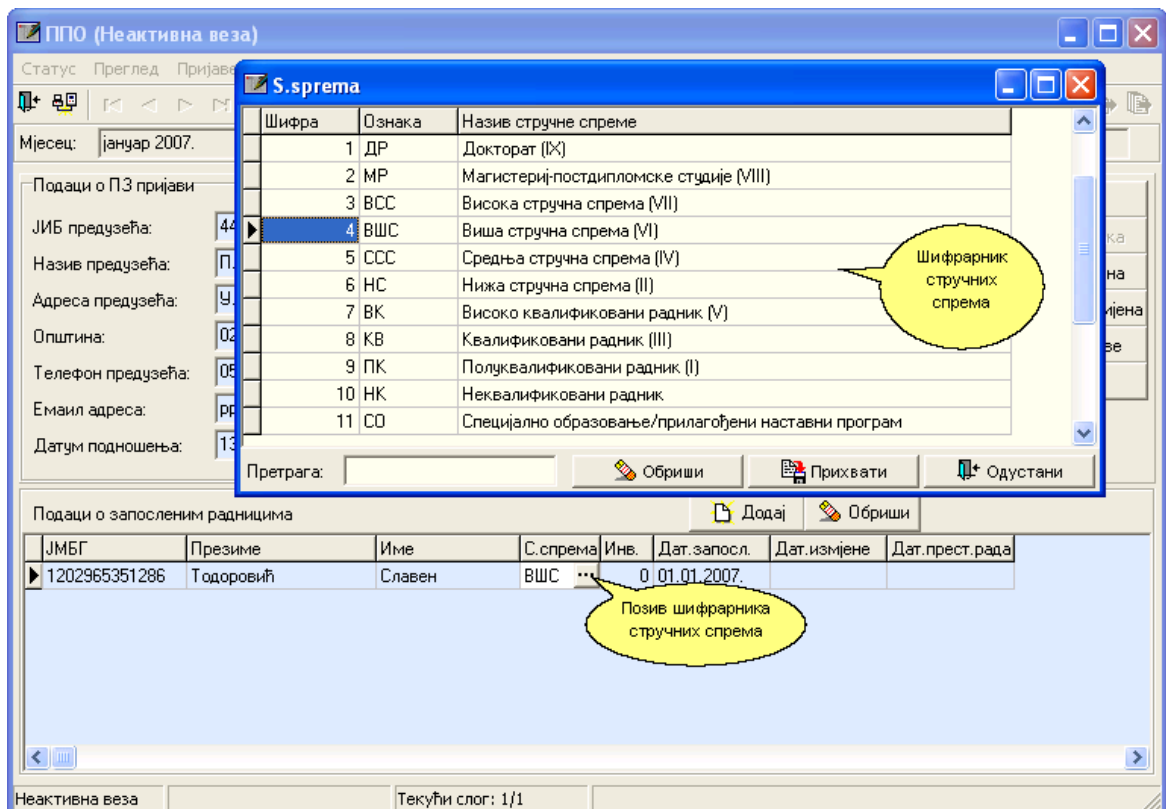 ППО (Неактивна веза)
Статус Преглед Пријаве
Мјесец: јануар 2007.
Подаци о ПЗ пријави
ЈИБ предузећа: 44
Назив предузећа: П.
Адреса предузећа: У.
Општина: 02
Телефон предузећа: 05
Емаил адреса: pp
Датум подношења: 13
S.sprema
Шифра Ознака Назив стручне спреме
1 ДР Докторат (IX)
2 МР Магистериј-постдипломске студије (VIII)
3 ВСС Висока стручна спрема (VII)
4 ВШС Виша стручна спрема (VI)
5 ССС Средња стручна спрема (IV)
6 НС Нижа стручна спрема (II)
7 ВК Високо квалификовани радник (V)
8 КВ Квалификовани радник (III)
9 ПК Полуквалификовани радник (I)
10 НК Неквалификовани радник
11 СО Специјално образовање/прилагођени наставни програм
Шифрарник
стручних
спрема
Претрага: Обриши Прихвати Одустани
Подаци о запосленим радницима Додај Обриши
ЈМБГ Презиме Име С.спрема Инв. Дат.запосл. Дат.измјене Дат.прест.рада
1202965351286 Тодоровић Славен ВШС ... 0 01.01.2007.
Позив шифрарника
стручних спрема
Неактивна веза Текући слог: 1/1